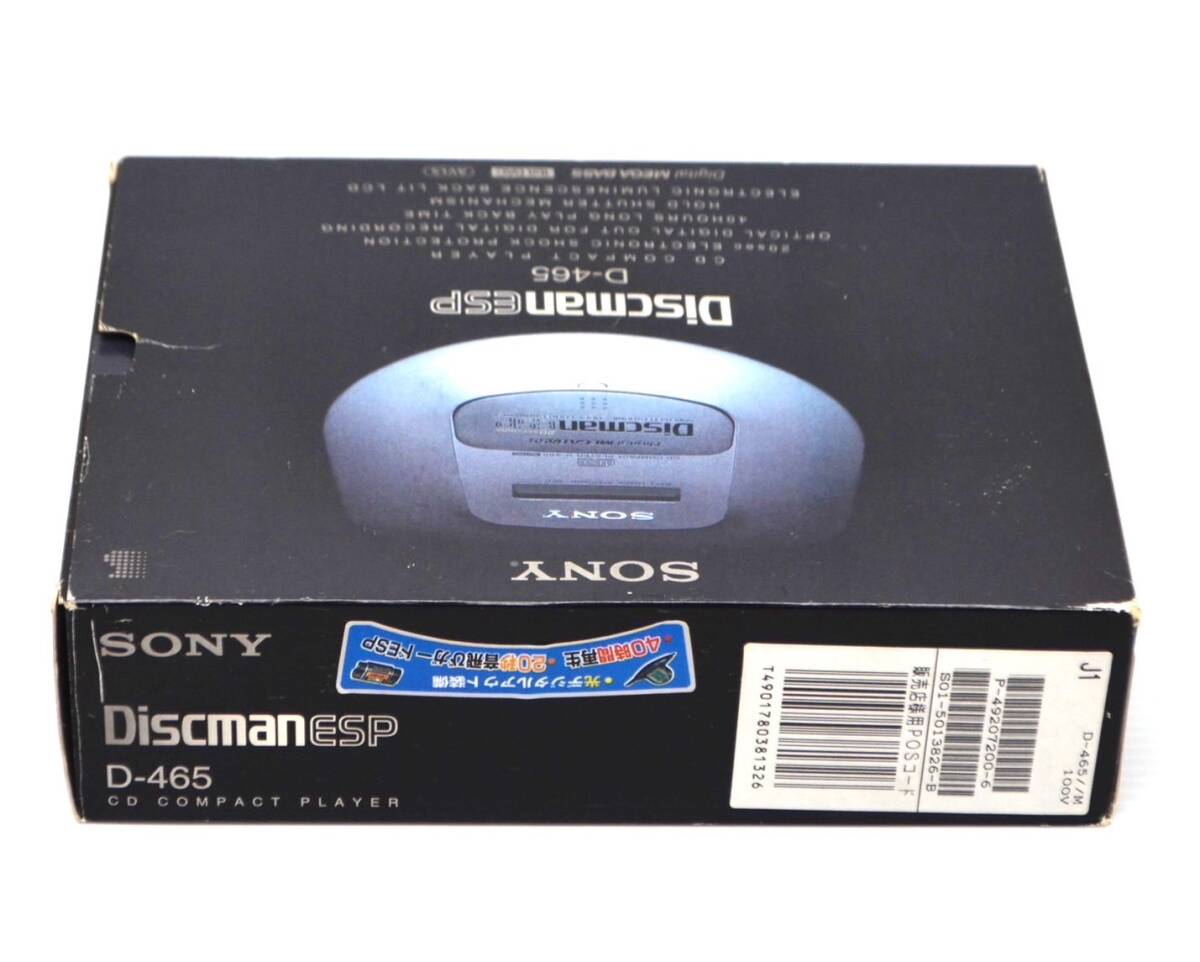 SONY
Discman ESP
D-465
CD COMPACT PLAYER
20sec ELECTRONIC SHOCK PROTECTION
OPTICAL DIGITAL OUT FOR DIGITAL RECORDING
40HOURS LONG PLAY BACK TIME
HOLD SHUTTER MECHANISM
ELECTRONIC LUMINESCENCE BACK LIT LCD
Digital MEGA BASS
AVLS
SONY
Discman
SONY
Discman ESP
D-465
CD COMPACT PLAYER
• 光デジタルアウト装備
• 40時間再生 • 20秒音飛びガードESP
J1
D-465//M
100V
P-49207200-6
S01-5013826-B
販売店様用POSコード
T4901780381326